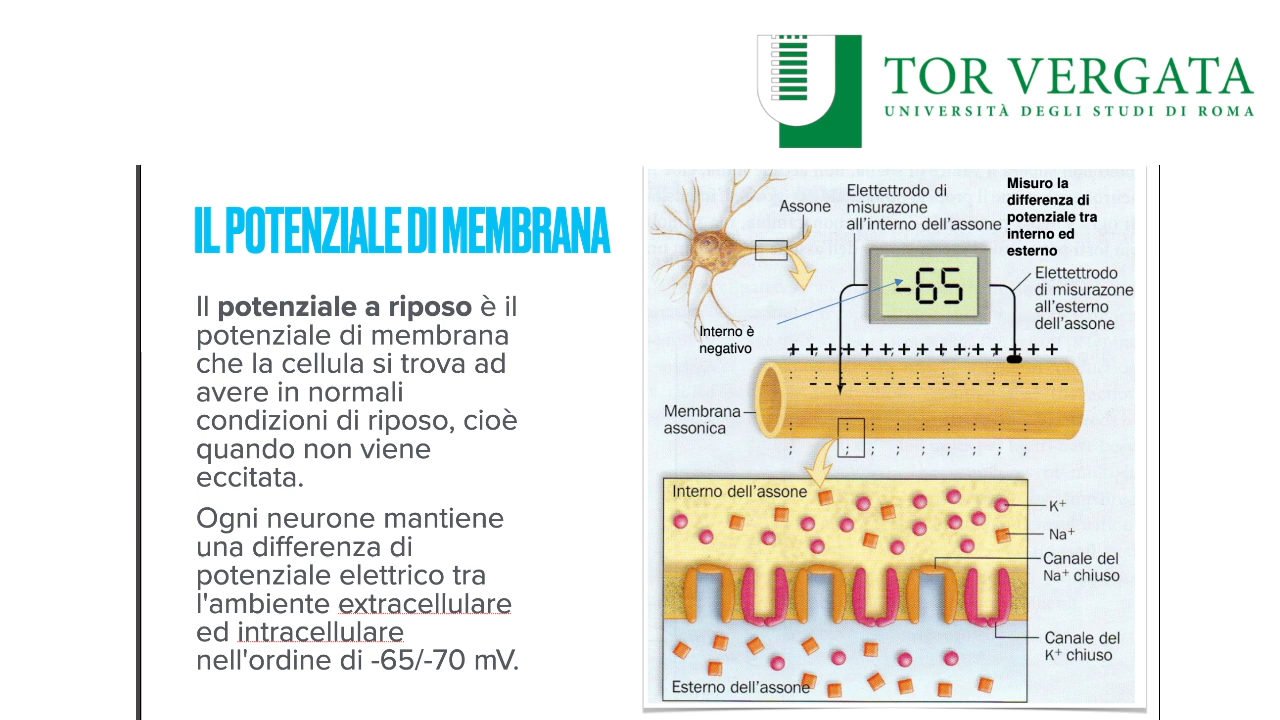 TOR VERGATA
UNIVERSITÀ DEGLI STUDI DI ROMA
IL POTENZIALE DI MEMBRANA
Il potenziale a riposo è il
potenziale di membrana
che la cellula si trova ad
avere in normali
condizioni di riposo, cioè
quando non viene
eccitata.
Ogni neurone mantiene
una differenza di
potenziale elettrico tra
l'ambiente extracellulare
ed intracellulare
nell'ordine di -65/-70 mV.
Assone
Elettettrodo di
misurazone
all'interno dell'assone
Misuro la
differenza di
potenziale tra
interno ed
esterno
-65
Elettettrodo
di misurazone
all'esterno
dell'assone
Interno è
negativo
+ + + + + + + + + + + + + + +
Membrana
assonica
Interno dell'assone
K⁺
Na⁺
Canale del
Na⁺ chiuso
Canale del
K⁺ chiuso
Esterno dell'assone